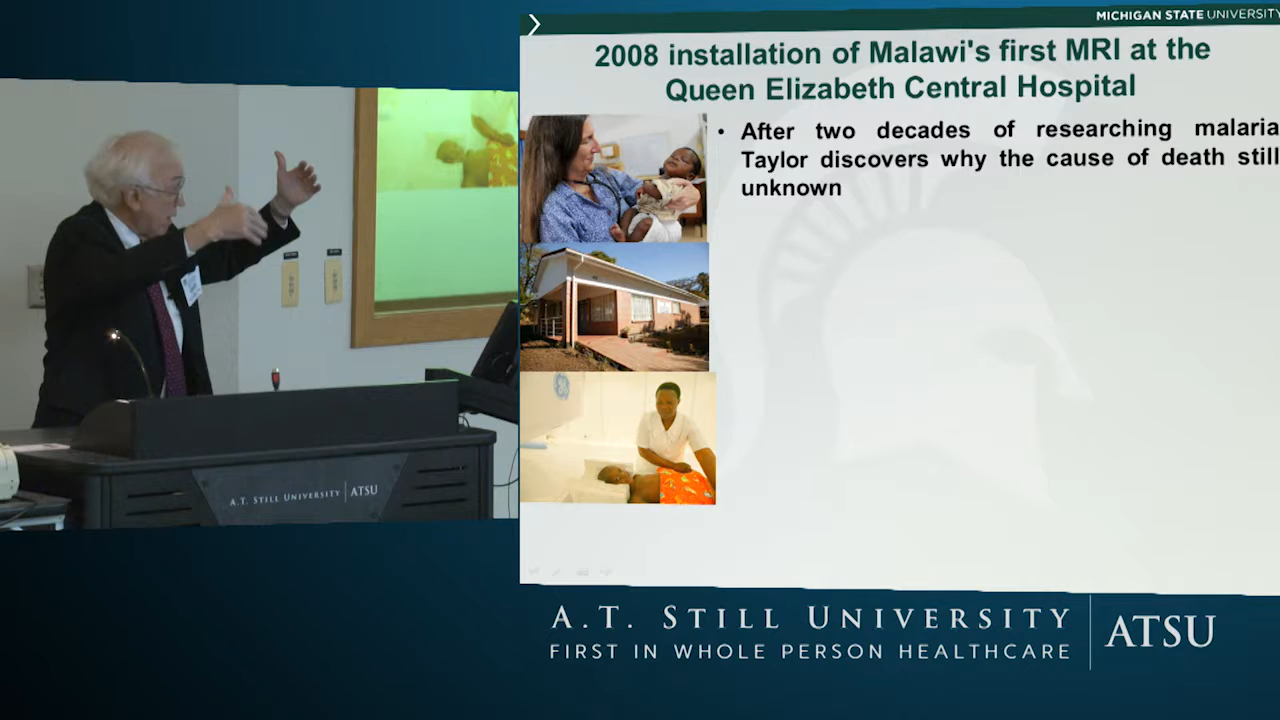 MICHIGAN STATE UNIVERSITY
2008 installation of Malawi's first MRI at the
Queen Elizabeth Central Hospital
• After two decades of researching malaria
Taylor discovers why the cause of death still
unknown
A.T. STILL UNIVERSITY ATSU
A.T. STILL UNIVERSITY
FIRST IN WHOLE PERSON HEALTHCARE
ATSU